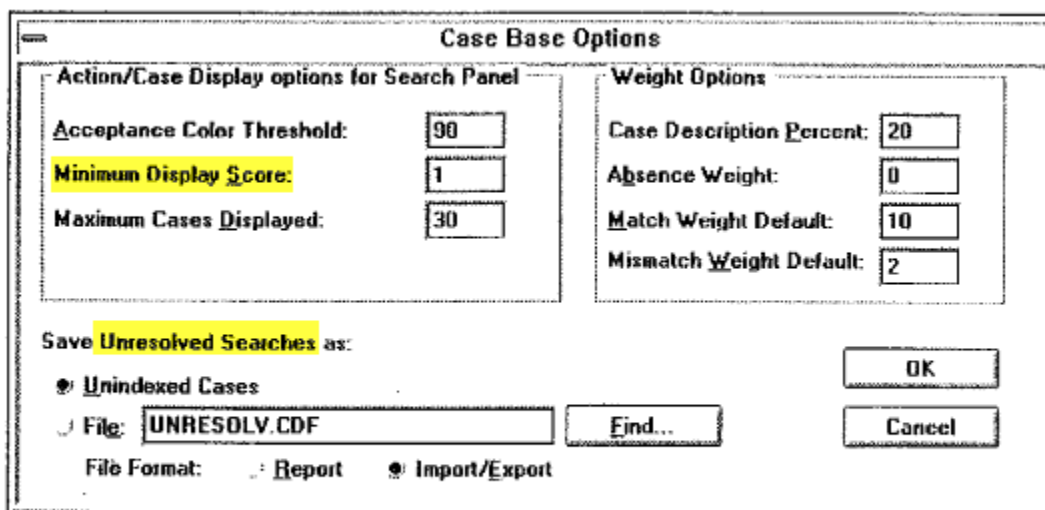 Case Base Options
Action/Case Display options for Search Panel
Acceptance Color Threshold: 90
Minimum Display Score: 1
Maximum Cases Displayed: 30
Weight Options
Case Description Percent: 20
Absence Weight: 0
Match Weight Default: 10
Mismatch Weight Default: 2
Save Unresolved Searches as:
Unindexed Cases
File: UNRESOLV.CDF Find...
File Format: Report Import/Export
OK
Cancel